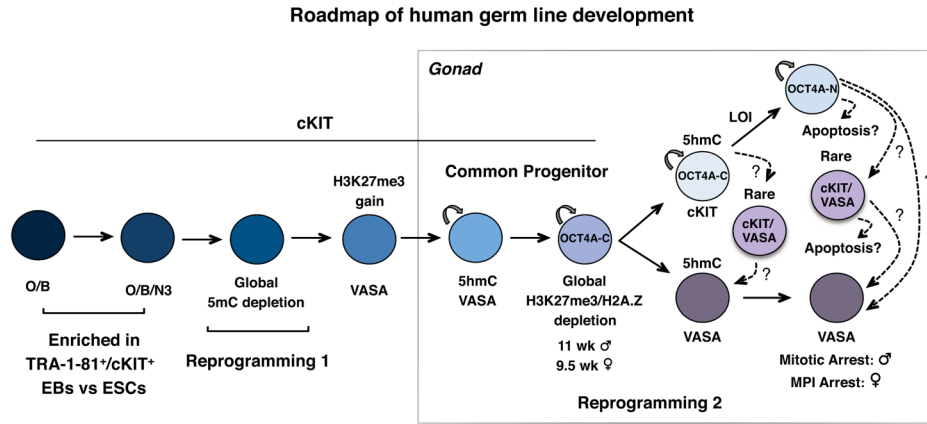 Roadmap of human germ line development
Gonad
cKIT
O/B
O/B/N3
Enriched in
TRA-1-81⁺/cKIT⁺
EBs vs ESCs
Global
5mC depletion
Reprogramming 1
H3K27me3
gain
VASA
Common Progenitor
5hmC
VASA
OCT4A-C
Global
H3K27me3/H2A.Z
depletion
11 wk ♂
9.5 wk ♀
5hmC
OCT4A-C
cKIT
LOI
?
Rare
cKIT/
VASA
?
5hmC
VASA
OCT4A-N
Apoptosis?
?
Rare
cKIT/
VASA
?
Apoptosis?
VASA
Mitotic Arrest: ♂
MPI Arrest: ♀
Reprogramming 2